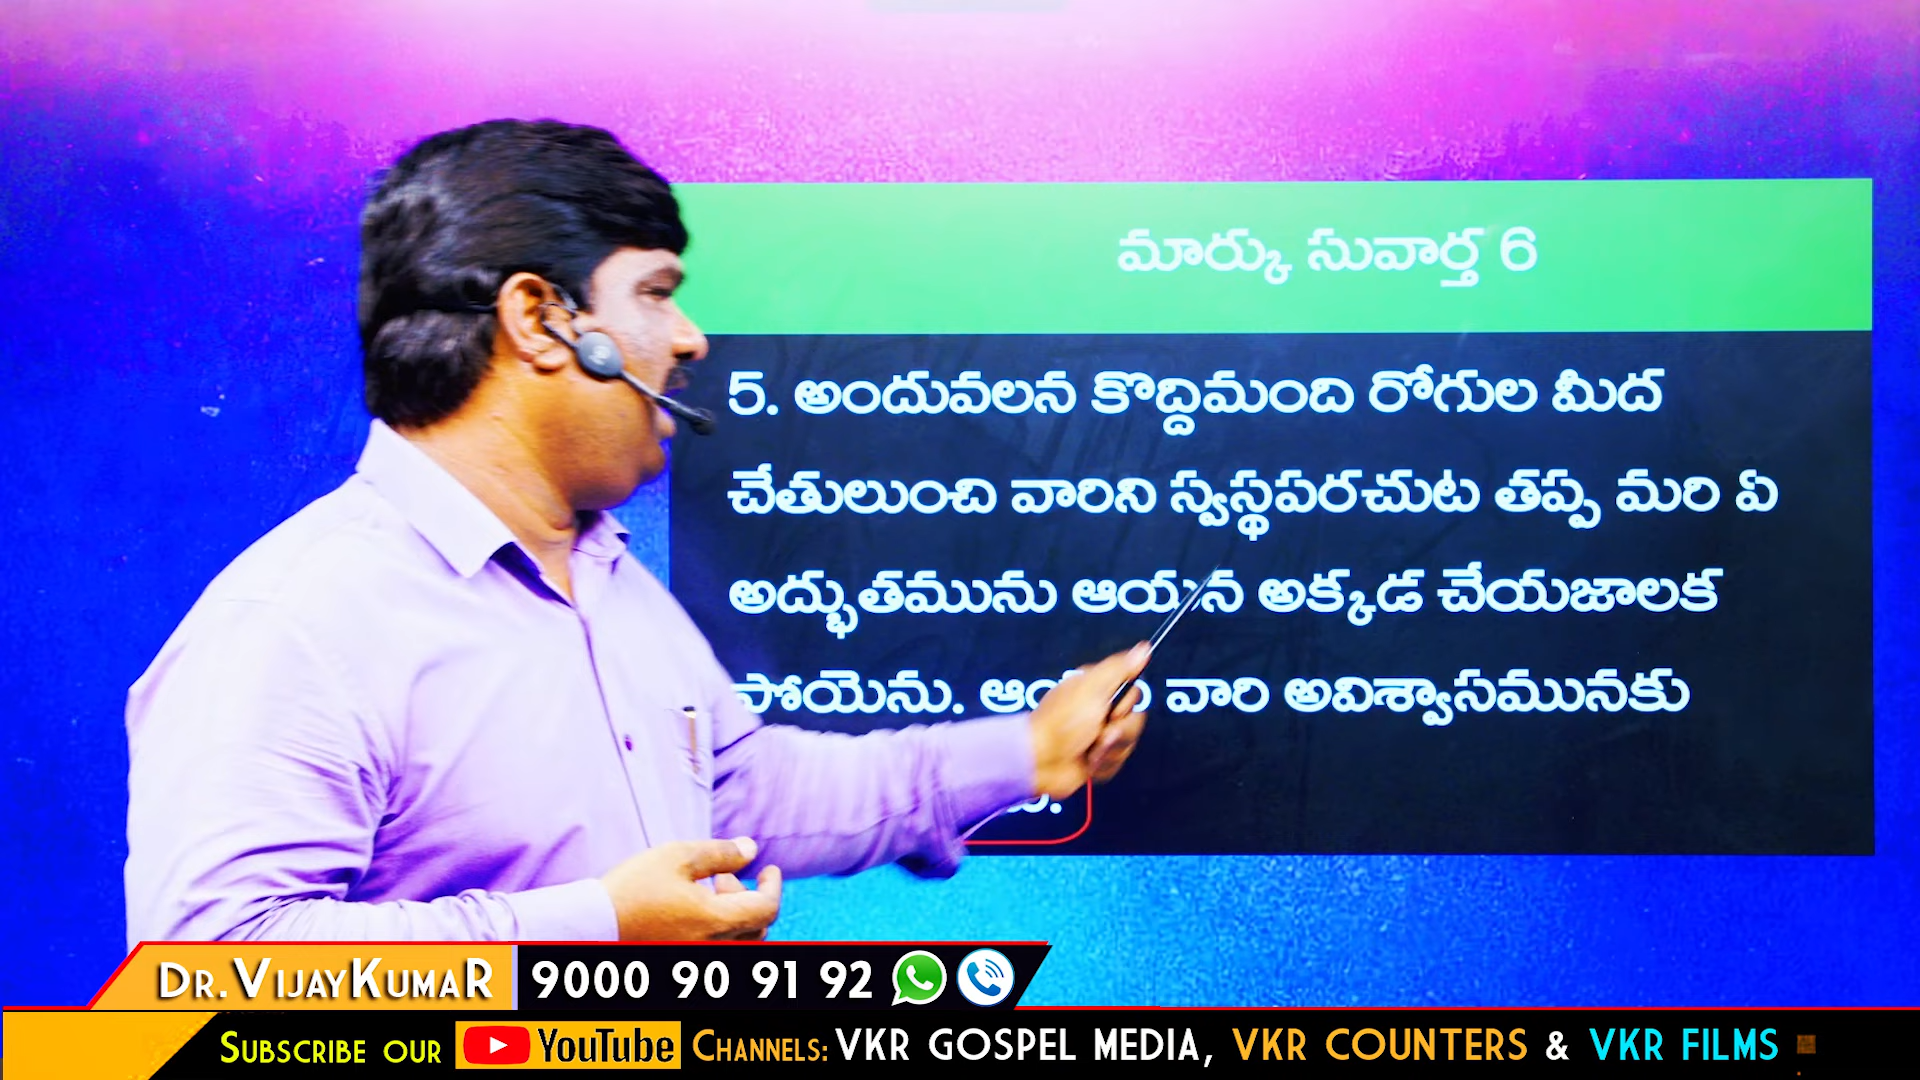 మార్కు సువార్త 6
5. అందువలన కొద్దిమంది రోగుల మీద
చేతులుంచి వారిని స్వస్థపరచుట తప్ప మరి ఏ
అద్భుతమును ఆయన అక్కడ చేయజాలక
పోయెను. వారి అవిశ్వాసమునకు
DR. VIJAYKUMAR 9000 90 91 92
SUBSCRIBE OUR YouTube CHANNELS: VKR GOSPEL MEDIA, VKR COUNTERS & VKR FILMS